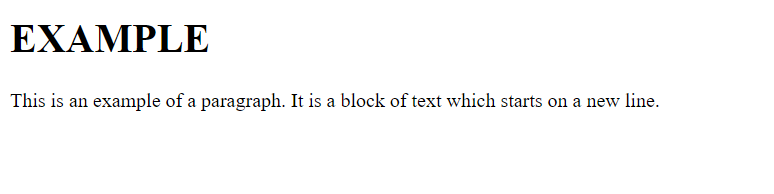 EXAMPLE
This is an example of a paragraph. It is a block of text which starts on a new line.